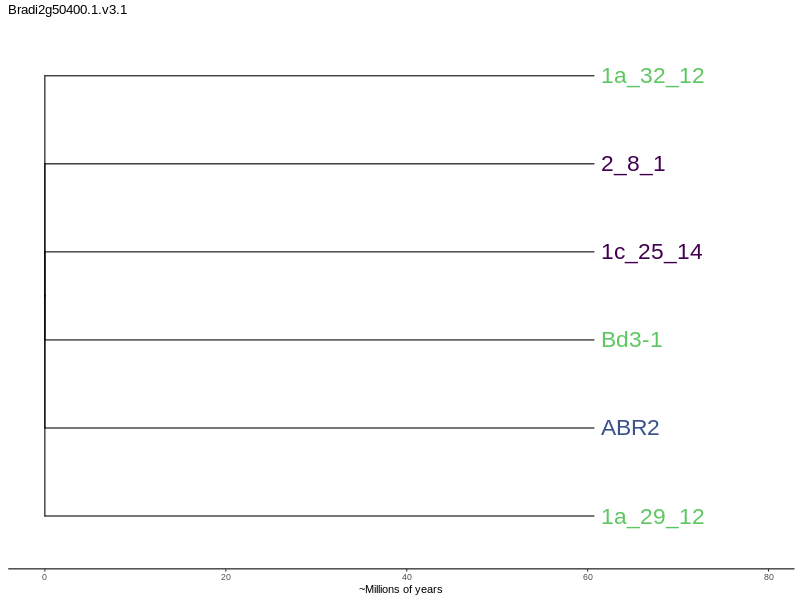 Bradi2g50400.1.v3.1
1a_32_12
2_8_1
1c_25_14
Bd3-1
ABR2
1a_29_12
0 20 40 60 80
~Millions of years